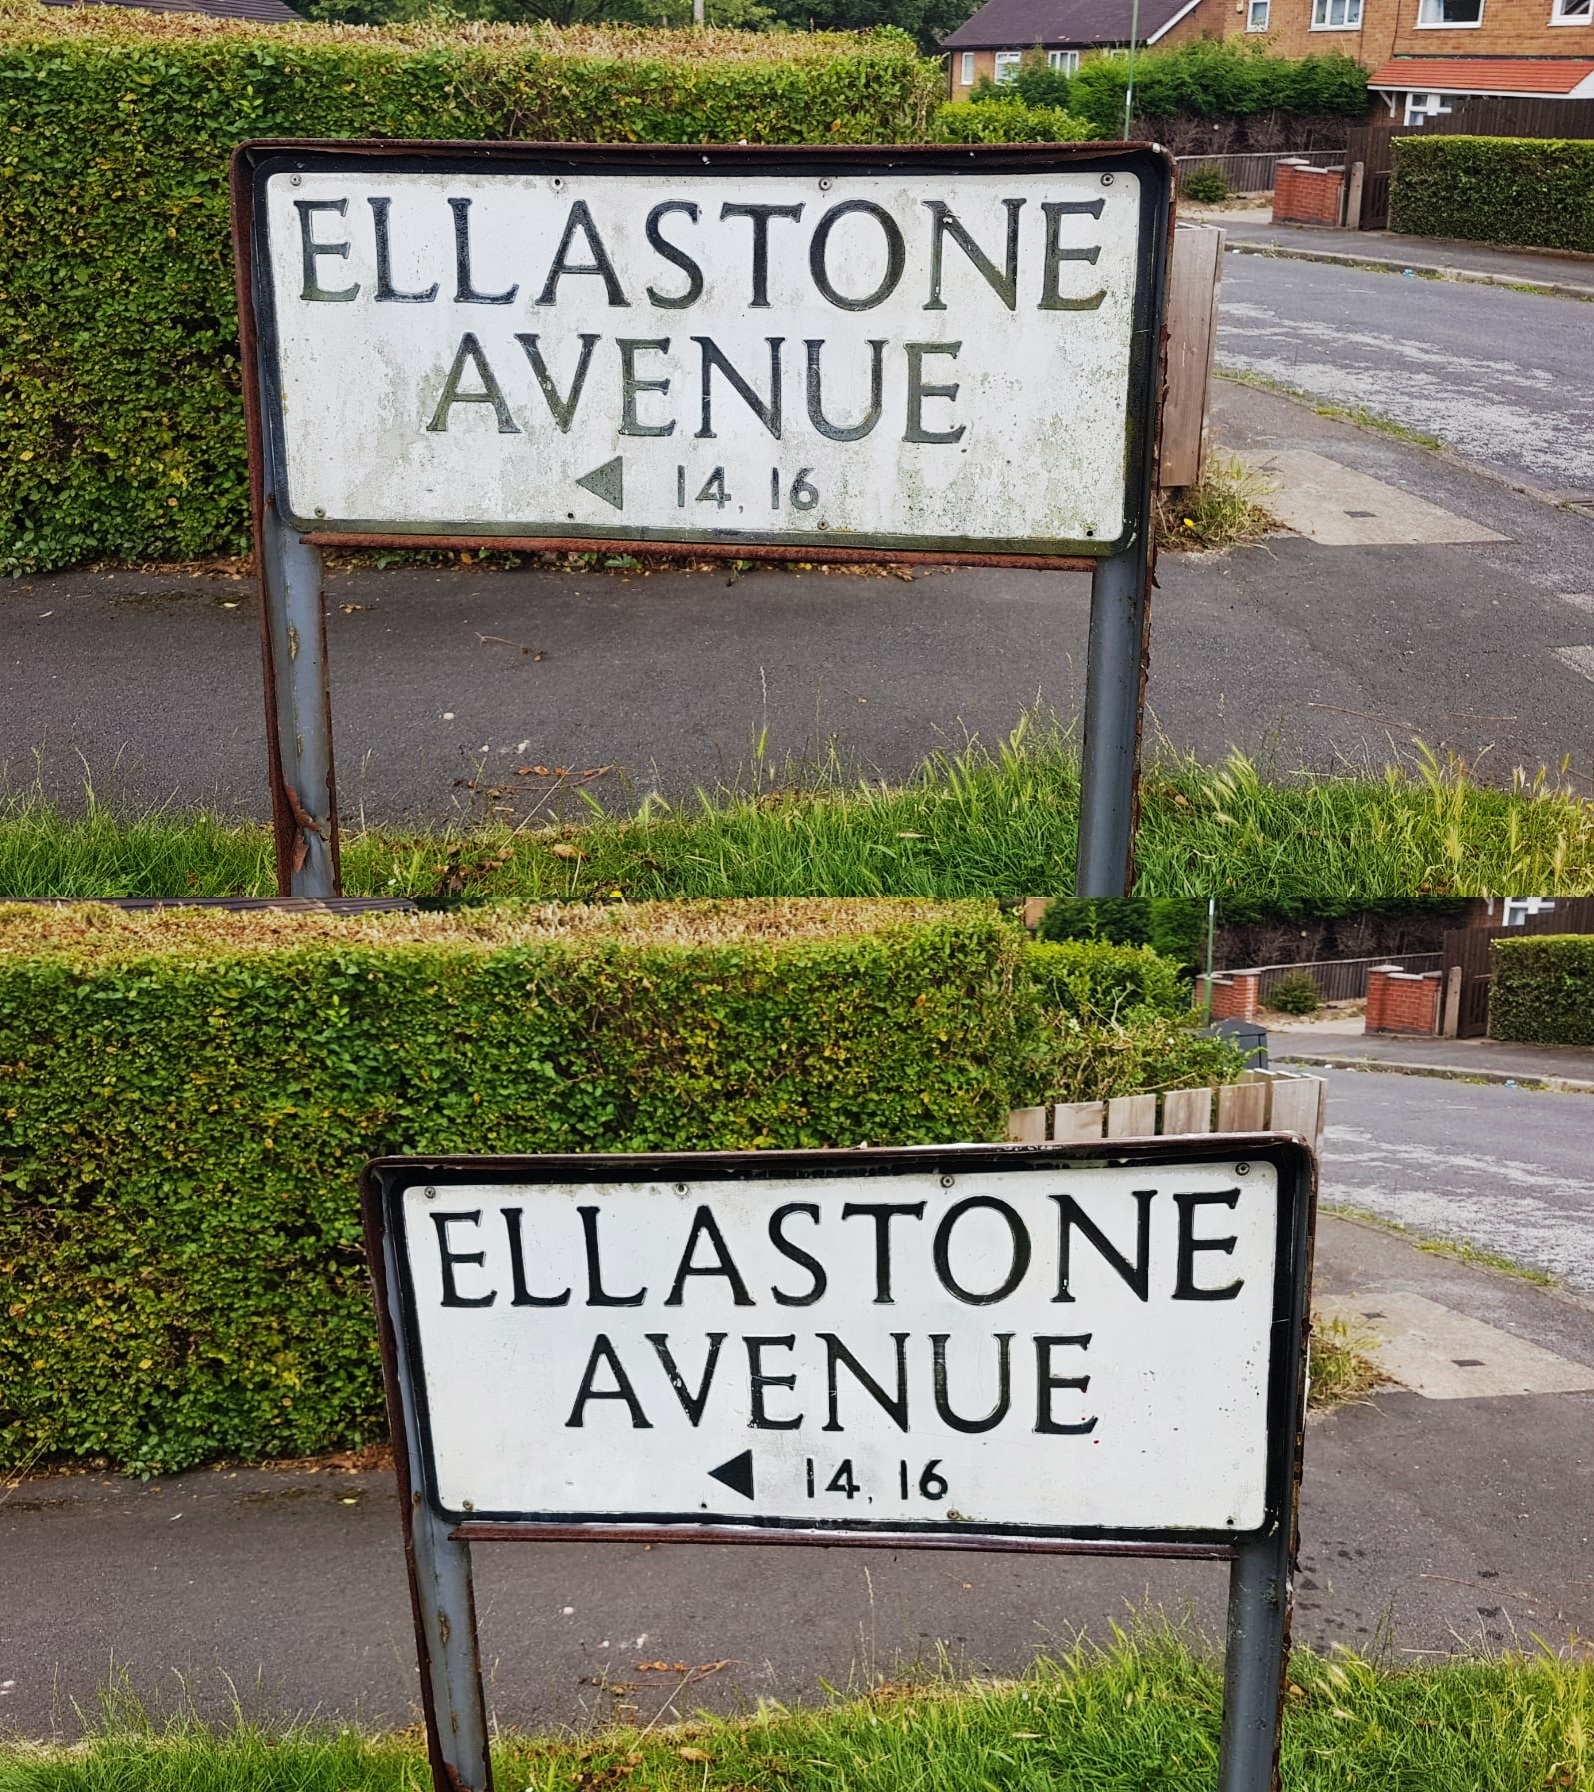 ELLASTONE
AVENUE
◀ 14, 16
ELLASTONE
AVENUE
◀ 14, 16